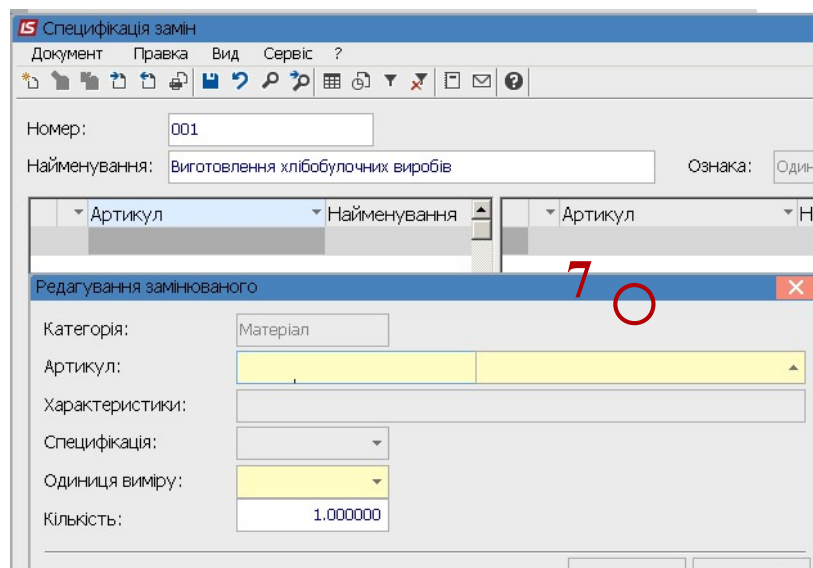 IS Специфікація замін
Документ Правка Вид Сервіс ?
Номер: 001
Найменування: Виготовлення хлібобулочних виробів Ознака:
Артикул Найменування Артикул Н
Редагування замінюваного 7
Категорія: Матеріал
Артикул:
Характеристики:
Специфікація:
Одиниця виміру:
Кількість: 1.000000